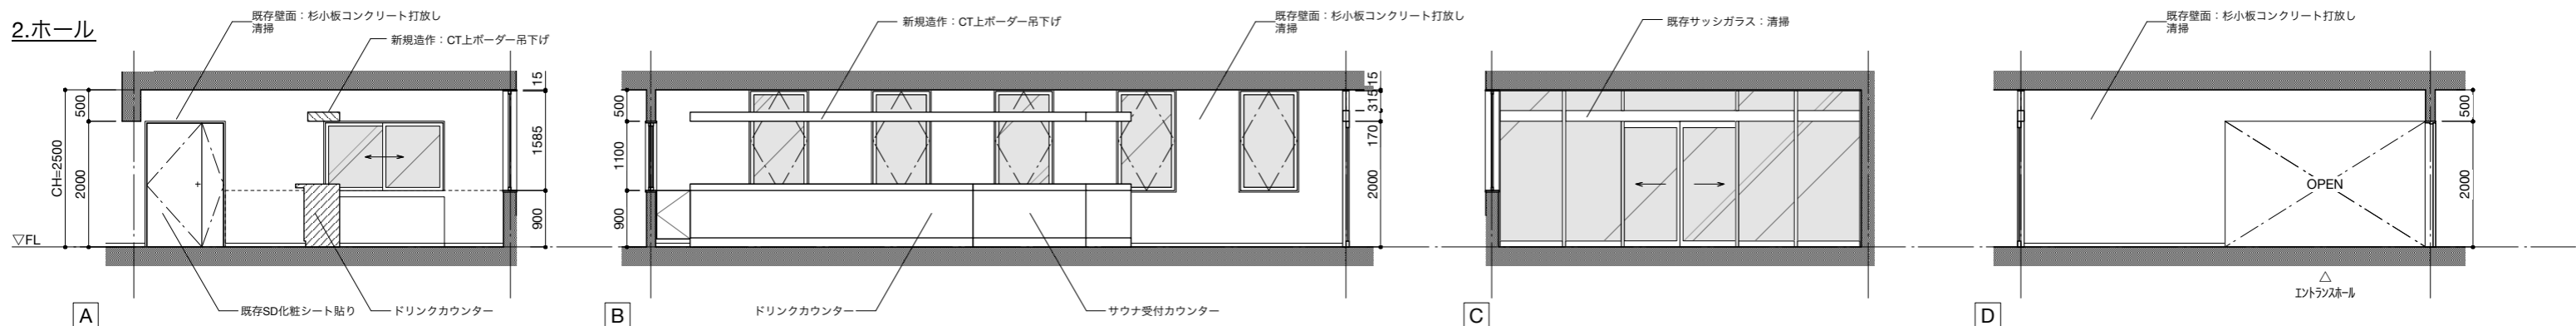 2.ホール
既存壁面：杉小板コンクリート打放し
清掃
新規造作：CT上ボーダー吊下げ
CH=2500
500
2000
15
1585
900
▽FL
既存SD化粧シート貼り
ドリンクカウンター
A
新規造作：CT上ボーダー吊下げ
既存壁面：杉小板コンクリート打放し
清掃
500
1100
900
15
315
170
2000
ドリンクカウンター
サウナ受付カウンター
B
既存サッシガラス：清掃
C
既存壁面：杉小板コンクリート打放し
清掃
OPEN
500
2000
△
エントランスホール
D